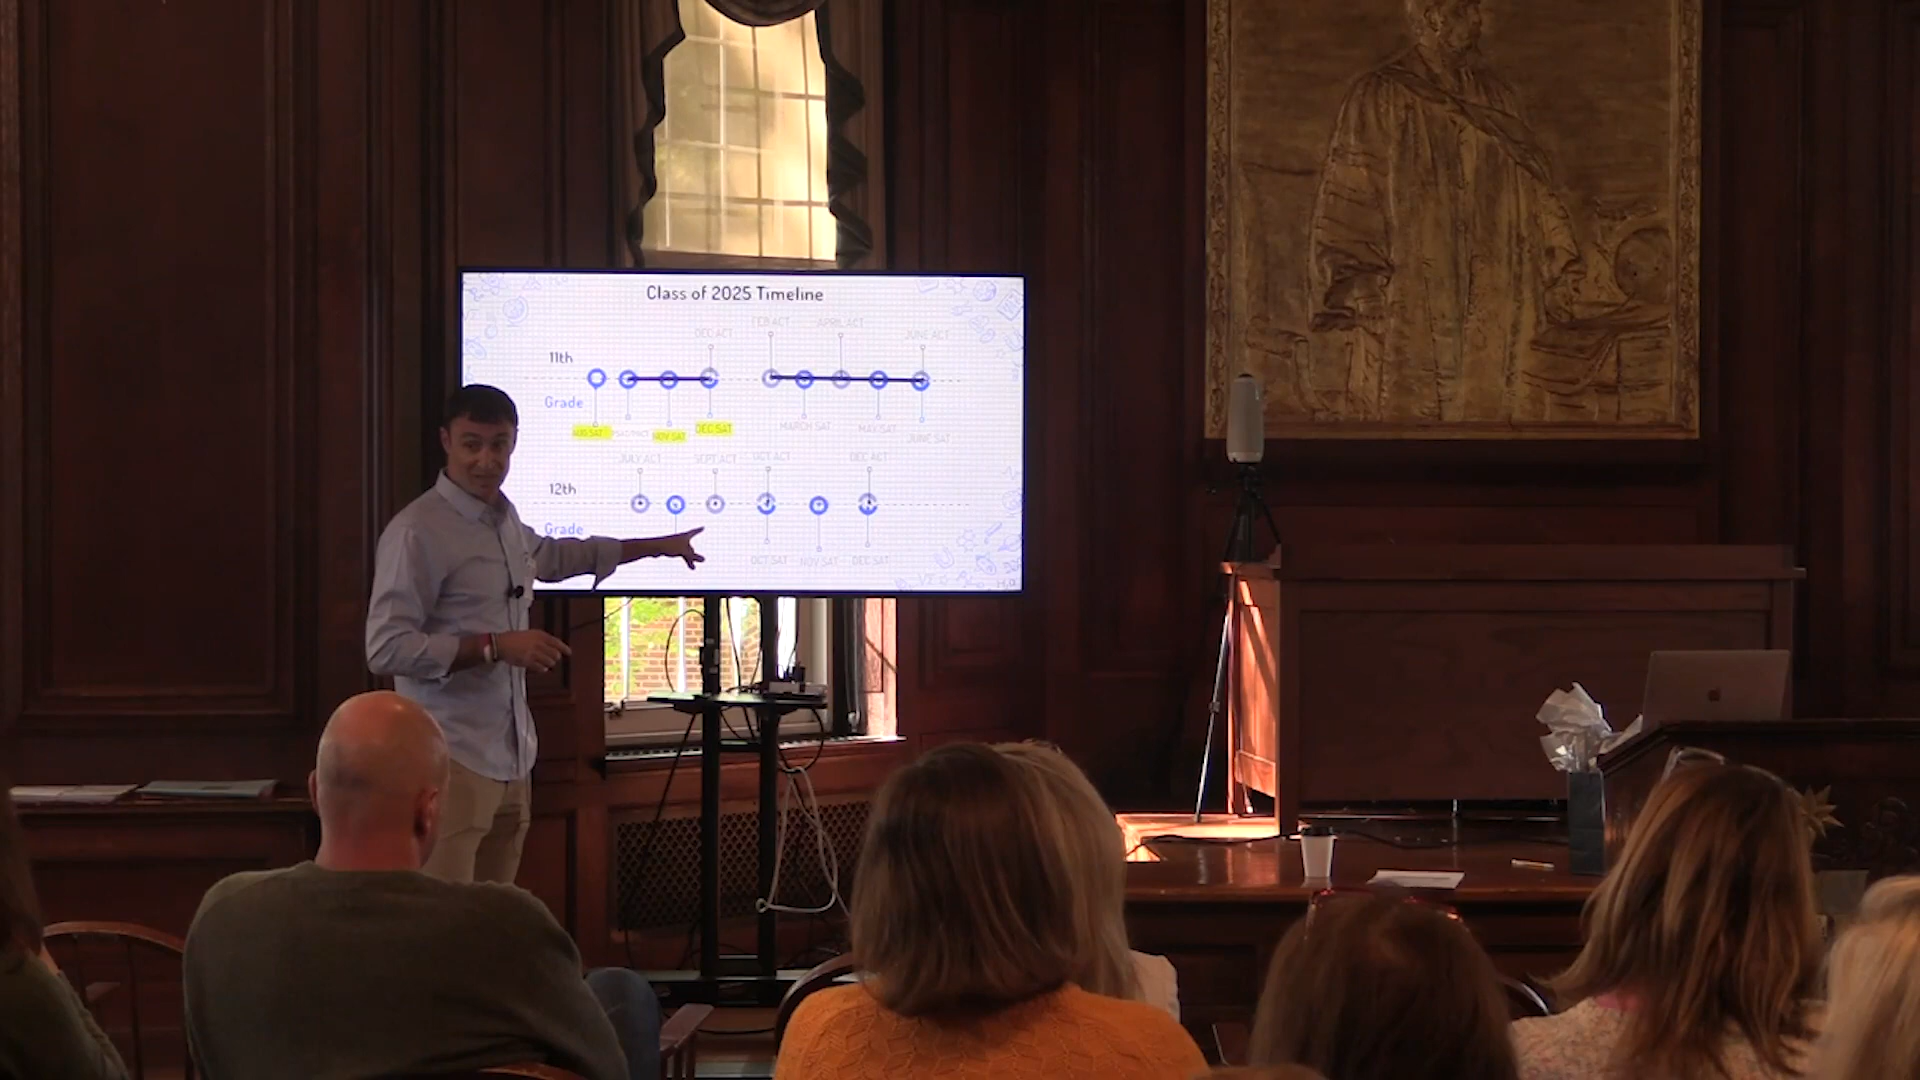 Class of 2025 Timeline
FEB ACT
APRIL ACT
DEC ACT
JUNE ACT
11th
Grade
AUG SAT
NOV SAT
DEC SAT
MARCH SAT
MAY SAT
JUNE SAT
JULY ACT
SEPT ACT
OCT ACT
DEC ACT
12th
Grade
OCT SAT
NOV SAT
DEC SAT